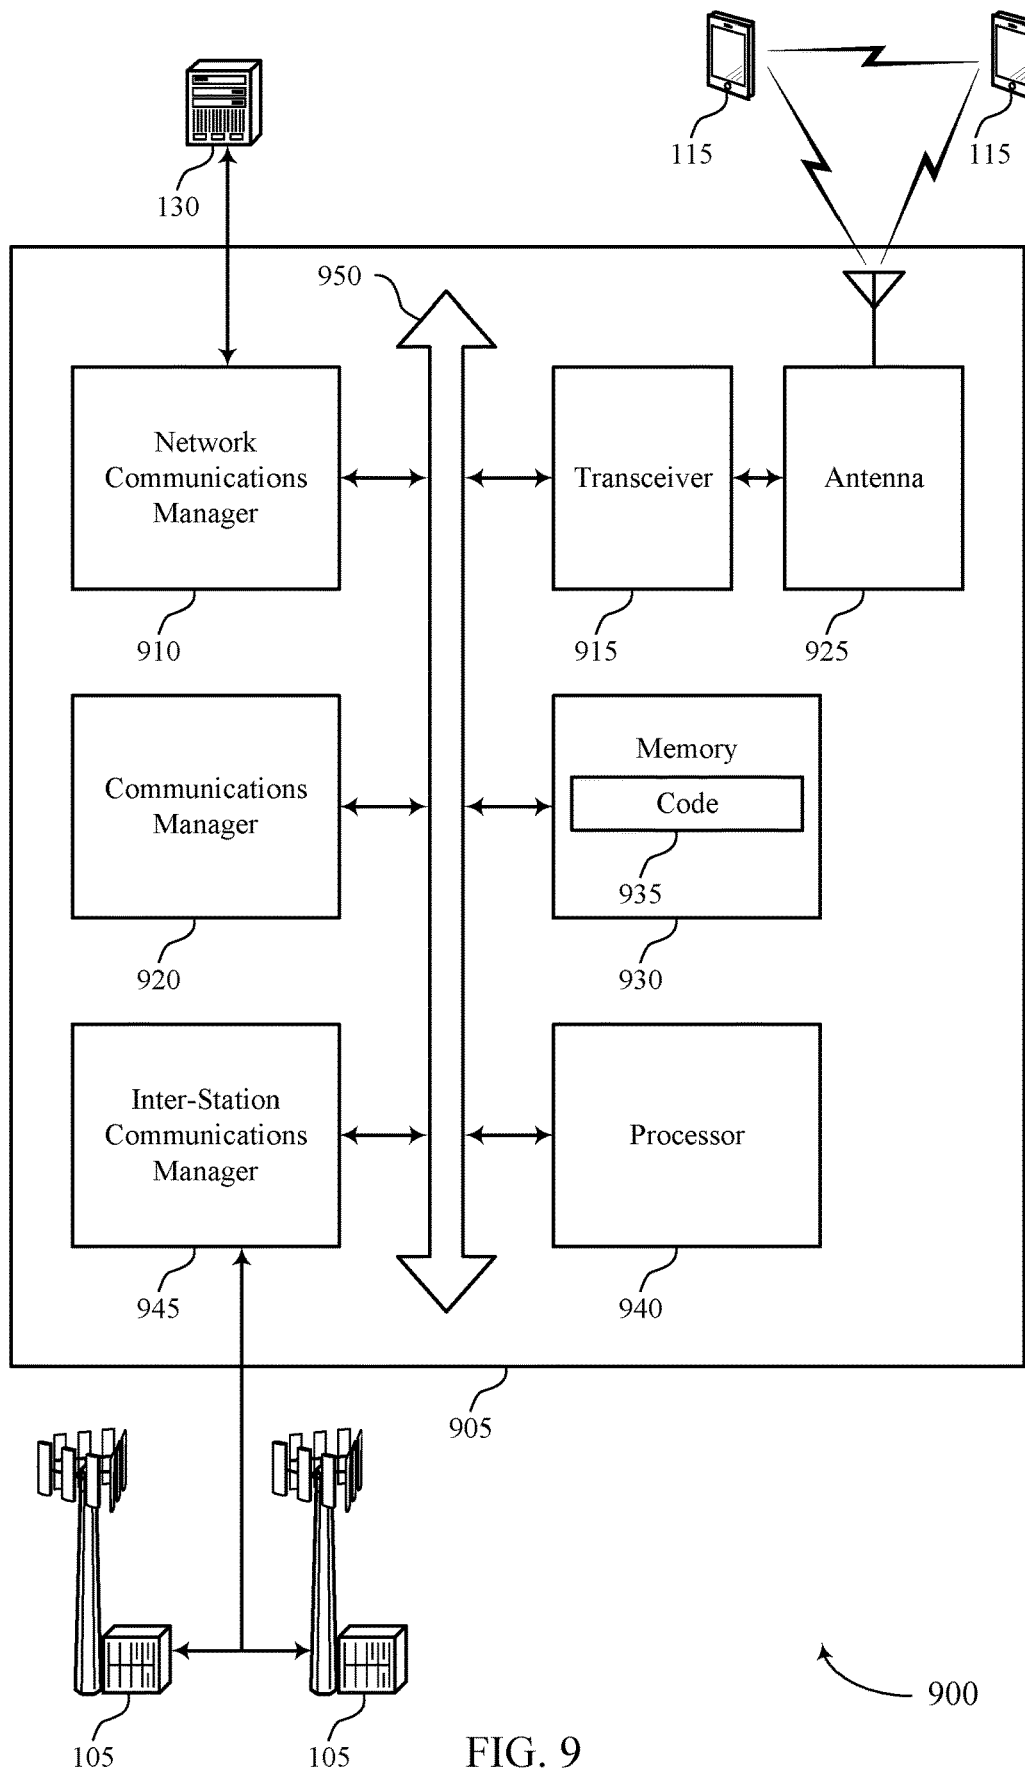 130
115
115
950
Network
Communications
Manager
Transceiver
Antenna
910
915
925
Communications
Manager
Memory
Code
935
920
930
Inter-Station
Communications
Manager
Processor
945
940
905
105
105
900
FIG. 9